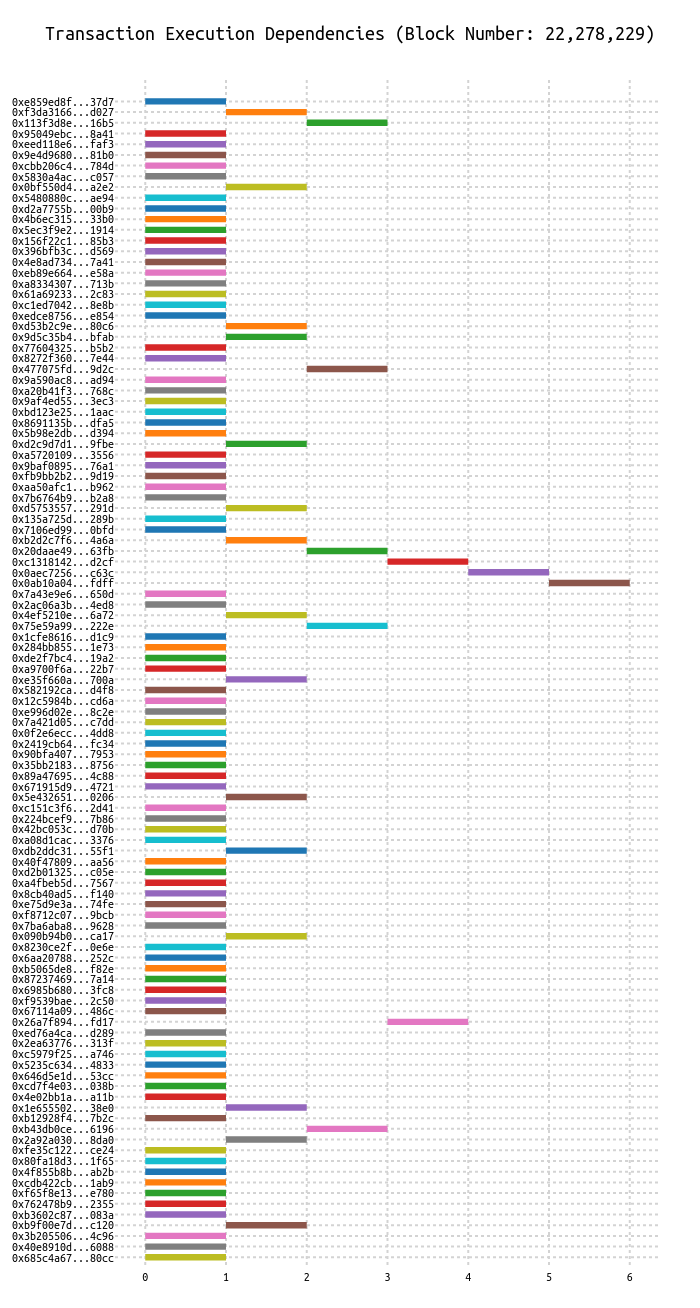 Transaction Execution Dependencies (Block Number: 22,278,229)
0xe859ed8f...37d7
0xf3da3166...d027
0x113f3d8e...16b5
0x95049ebc...8a41
0xeed118e6...faf3
0x9e4d9680...81b0
0xcbb206c4...784d
0x5830a4ac...c057
0x0bf550d4...a2e2
0x5480880c...ae94
0xd2a7755b...00b9
0x4b6ec315...33b0
0x5ec3f9e2...1914
0x156f22c1...85b3
0x396bfb3c...d569
0x4e8ad734...7a41
0xeb89e664...e58a
0xa8334307...713b
0x61a69233...2c83
0xc1ed7042...8e8b
0xedce8756...e854
0xd53b2c9e...80c6
0x9d5c35b4...bfab
0x77604325...b5b2
0x8272f360...7e44
0x477075fd...9d2c
0x9a590ac8...ad94
0xa20b41f3...768c
0x9af4ed55...3ec3
0xbd123e25...1aac
0x8691135b...dfa5
0x5b98e2db...d394
0xd2c9d7d1...9fbe
0xa5720109...3556
0x9baf0895...76a1
0xfb9bb2b2...9d19
0xaa50afc1...b962
0x7b6764b9...b2a8
0xd5753557...291d
0x135a725d...289b
0x7106ed99...0bfd
0xb2d2c7f6...4a6a
0x20daae49...63fb
0xc1318142...d2cf
0x0aec7256...c63c
0x0ab10a04...fdff
0x7a43e9e6...650d
0x2ac06a3b...4ed8
0x4ef5210e...6a72
0x75e59a99...222e
0x1cfe8616...d1c9
0x284bb855...1e73
0xde2f7bc4...19a2
0xa9700f6a...22b7
0xe35f660a...700a
0x582192ca...d4f8
0x12c5984b...cd6a
0xe996d02e...8c2e
0x7a421d05...c7dd
0x0f2e6ecc...4dd8
0x2419cb64...fc34
0x90bfa407...7953
0x35bb2183...8756
0x89a47695...4c88
0x671915d9...4721
0x5e432651...0206
0xc151c3f6...2d41
0x224bcef9...7b86
0x42bc053c...d70b
0xa08d1cac...3376
0xdb2ddc31...55f1
0x40f47809...aa56
0xd2b01325...c05e
0xa4fbeb5d...7567
0x8cb40ad5...f140
0xe75d9e3a...74fe
0xf8712c07...9bcb
0x7ba6aba8...9628
0x090b94b0...ca17
0x8230ce2f...0e6e
0x6aa20788...252c
0xb5065de8...f82e
0x87237469...7a14
0x6985b680...3fc8
0xf9539bae...2c50
0x67114a09...486c
0x26a7f894...fd17
0xed76a4ca...d289
0x2ea63776...313f
0xc5979f25...a746
0x5235c634...4833
0x646d5e1d...53cc
0xcd7f4e03...038b
0x4e02bb1a...a11b
0x1e655502...38e0
0xb12928f4...7b2c
0xb43db0ce...6196
0x2a92a030...8da0
0xfe35c122...ce24
0x80fa18d3...1f65
0x4f855b8b...ab2b
0xcdb422cb...1ab9
0xf65f8e13...e780
0x762478b9...2355
0xb3602c87...083a
0xb9f00e7d...c120
0x3b205506...4c96
0x40e8910d...6088
0x685c4a67...80cc
0 1 2 3 4 5 6